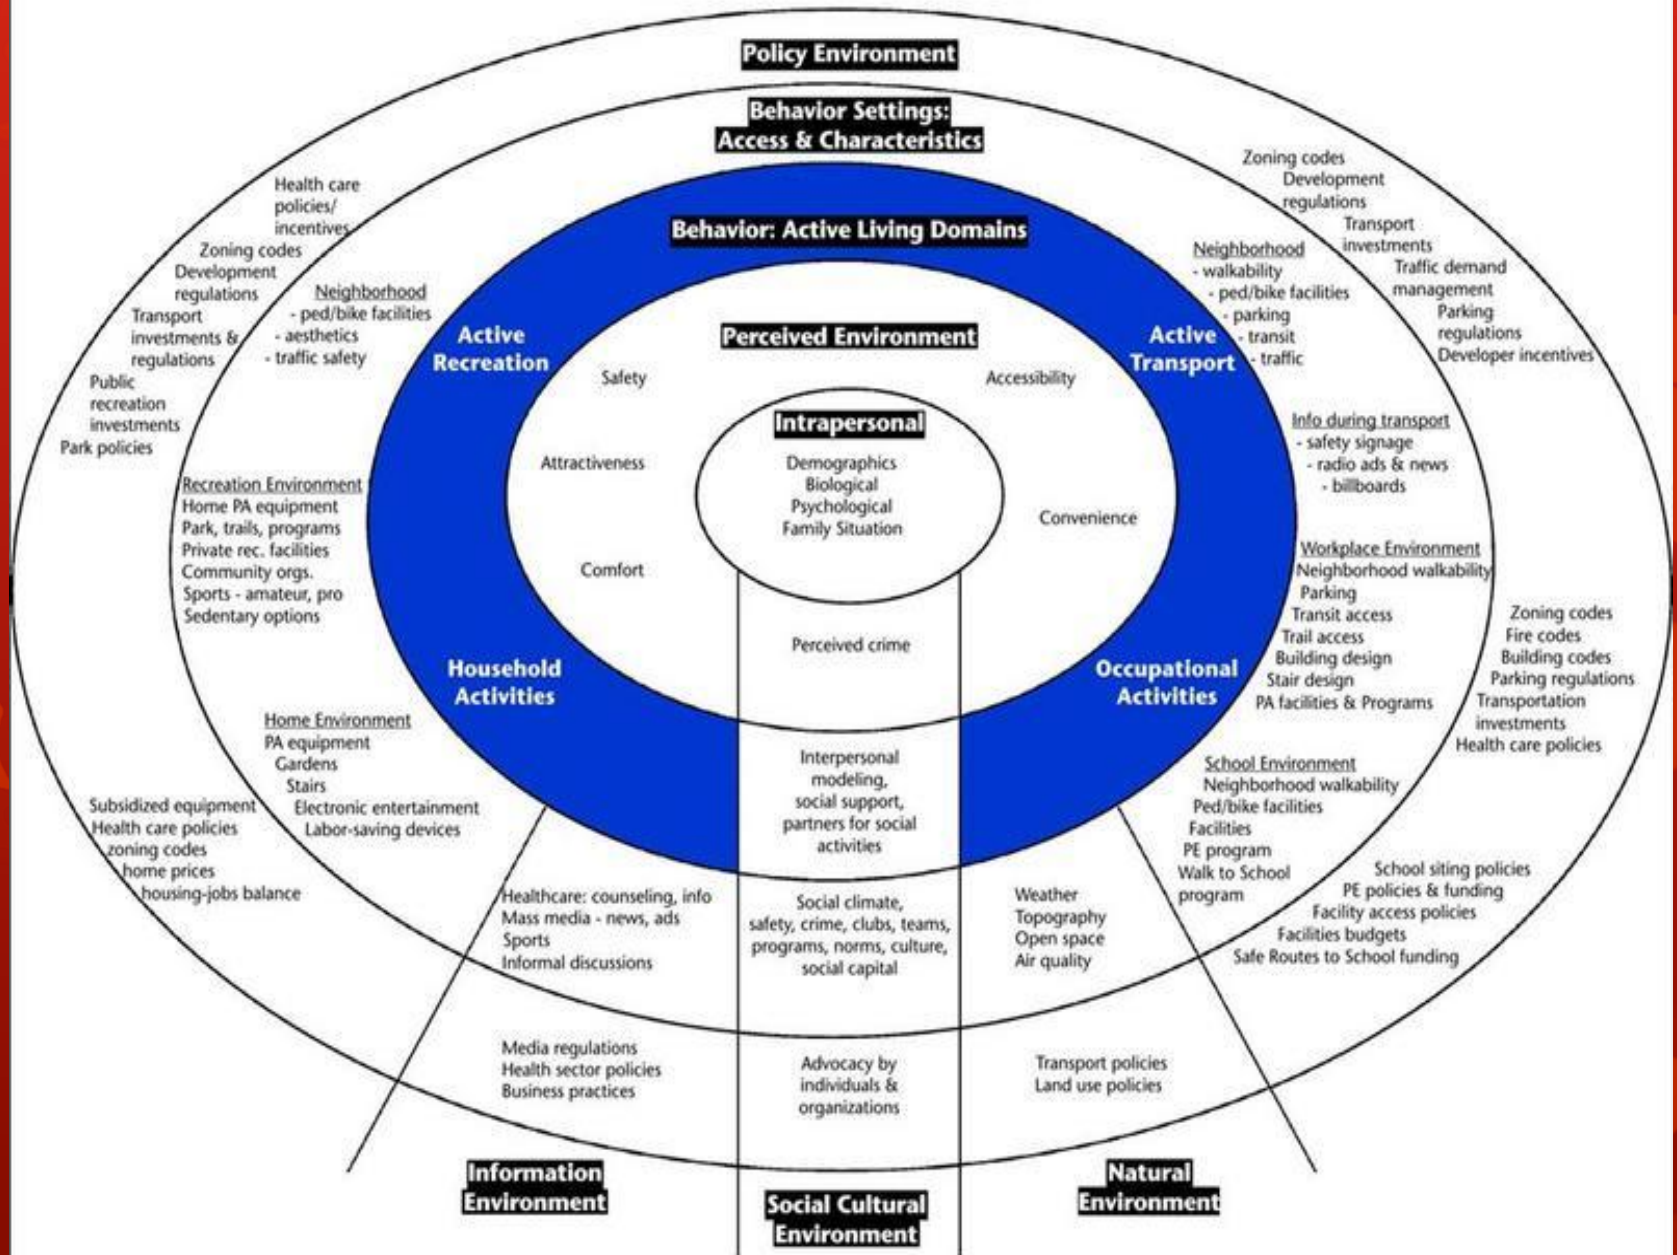 Policy Environment
Behavior Settings:
Access & Characteristics
Behavior: Active Living Domains
Health care
policies/
incentives
Zoning codes
Development
regulations
Transport
investments &
regulations
Public
recreation
investments
Park policies
Neighborhood
- ped/bike facilities
- aesthetics
- traffic safety
Active
Recreation
Perceived Environment
Safety
Accessibility
Attractiveness
Convenience
Comfort
Intrapersonal
Demographics
Biological
Psychological
Family Situation
Perceived crime
Active
Transport
Neighborhood
- walkability
- ped/bike facilities
- parking
- transit
- traffic
Zoning codes
Development
regulations
Transport
investments
Traffic demand
management
Parking
regulations
Developer incentives
Info during transport
- safety signage
- radio ads & news
- billboards
Recreation Environment
Home PA equipment
Park, trails, programs
Private rec. facilities
Community orgs.
Sports - amateur, pro
Sedentary options
Workplace Environment
Neighborhood walkability
Parking
Transit access
Trail access
Building design
Stair design
PA facilities & Programs
Zoning codes
Fire codes
Building codes
Parking regulations
Transportation
investments
Health care policies
Household
Activities
Occupational
Activities
Home Environment
PA equipment
Gardens
Stairs
Electronic entertainment
Labor-saving devices
Subsidized equipment
Health care policies
zoning codes
home prices
housing-jobs balance
Interpersonal
modeling,
social support,
partners for social
activities
School Environment
Neighborhood walkability
Ped/bike facilities
Facilities
PE program
Walk to School
program
School siting policies
PE policies & funding
Facility access policies
Facilities budgets
Safe Routes to School funding
Healthcare: counseling, info
Mass media - news, ads
Sports
Informal discussions
Social climate,
safety, crime, clubs, teams,
programs, norms, culture,
social capital
Weather
Topography
Open space
Air quality
Media regulations
Health sector policies
Business practices
Advocacy by
individuals &
organizations
Transport policies
Land use policies
Information
Environment
Social Cultural
Environment
Natural
Environment